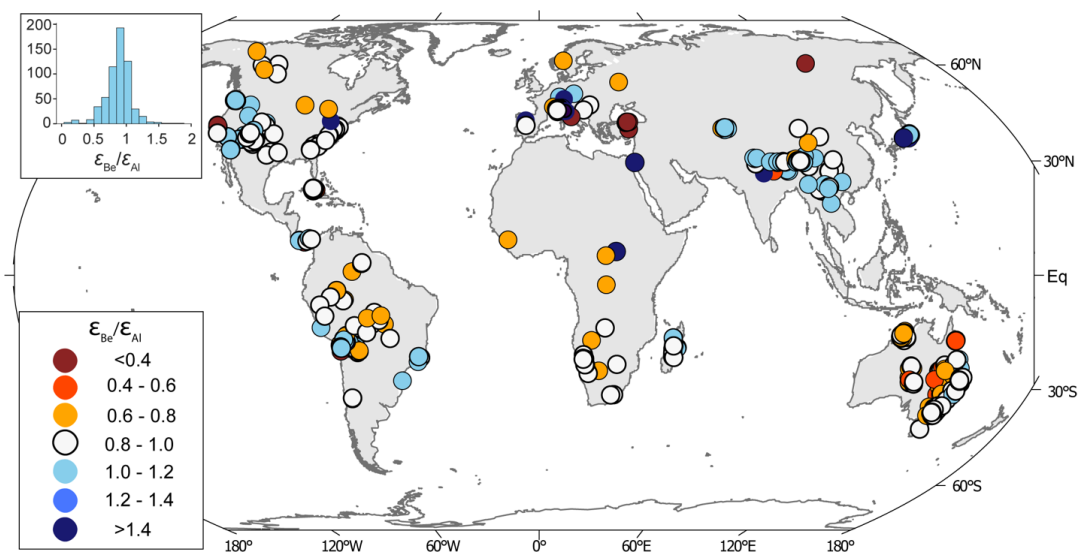 200
150
100
50
0
0 0.5 1 1.5 2
εBe/εAl
60ºN
30ºN
Eq
30ºS
60ºS
εBe/εAl
<0.4
0.4 - 0.6
0.6 - 0.8
0.8 - 1.0
1.0 - 1.2
1.2 - 1.4
>1.4
180º 120ºW 60ºW 0º 60ºE 120ºE 180º